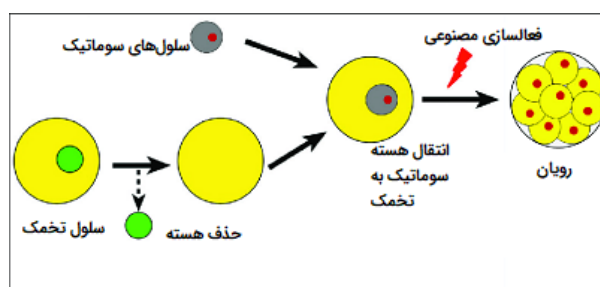 سلول‌های سوماتیک
فعالسازی مصنوعی
انتقال هسته
سوماتیک به
تخمک
رویان
سلول تخمک
حذف هسته